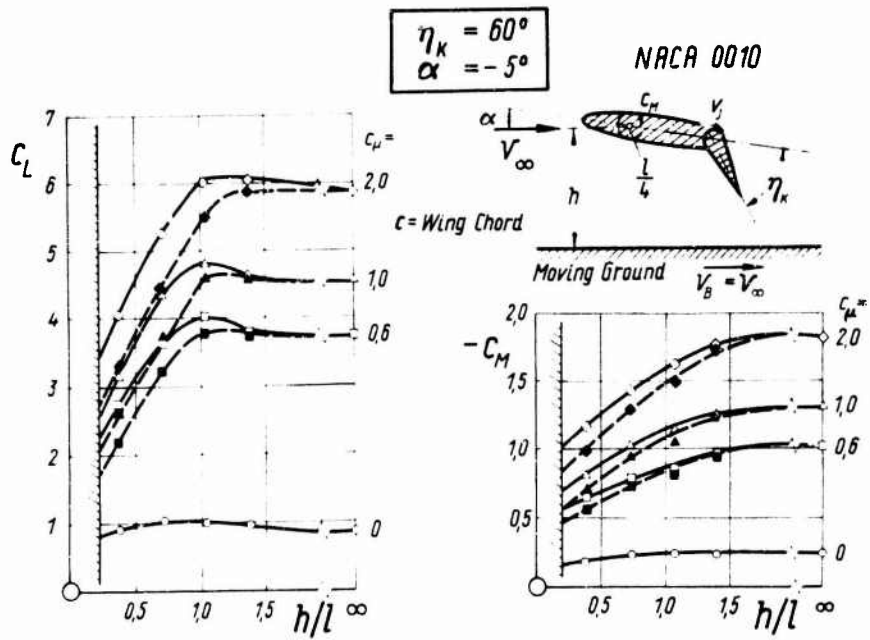 η_K = 60°
α = -5°
NACA 0010
C_M
V_j
α
V_∞
l/4
h
η_K
c = Wing Chord
Moving Ground
V_B = V_∞
C_L
7
6
5
4
3
2
1
0,5
1,0
1,5
∞
h/l
c_μ =
2,0
1,0
0,6
0
-C_M
2,0
1,5
1,0
0,5
0,5
1,0
1,5
∞
h/l
c_μ =
2,0
1,0
0,6
0